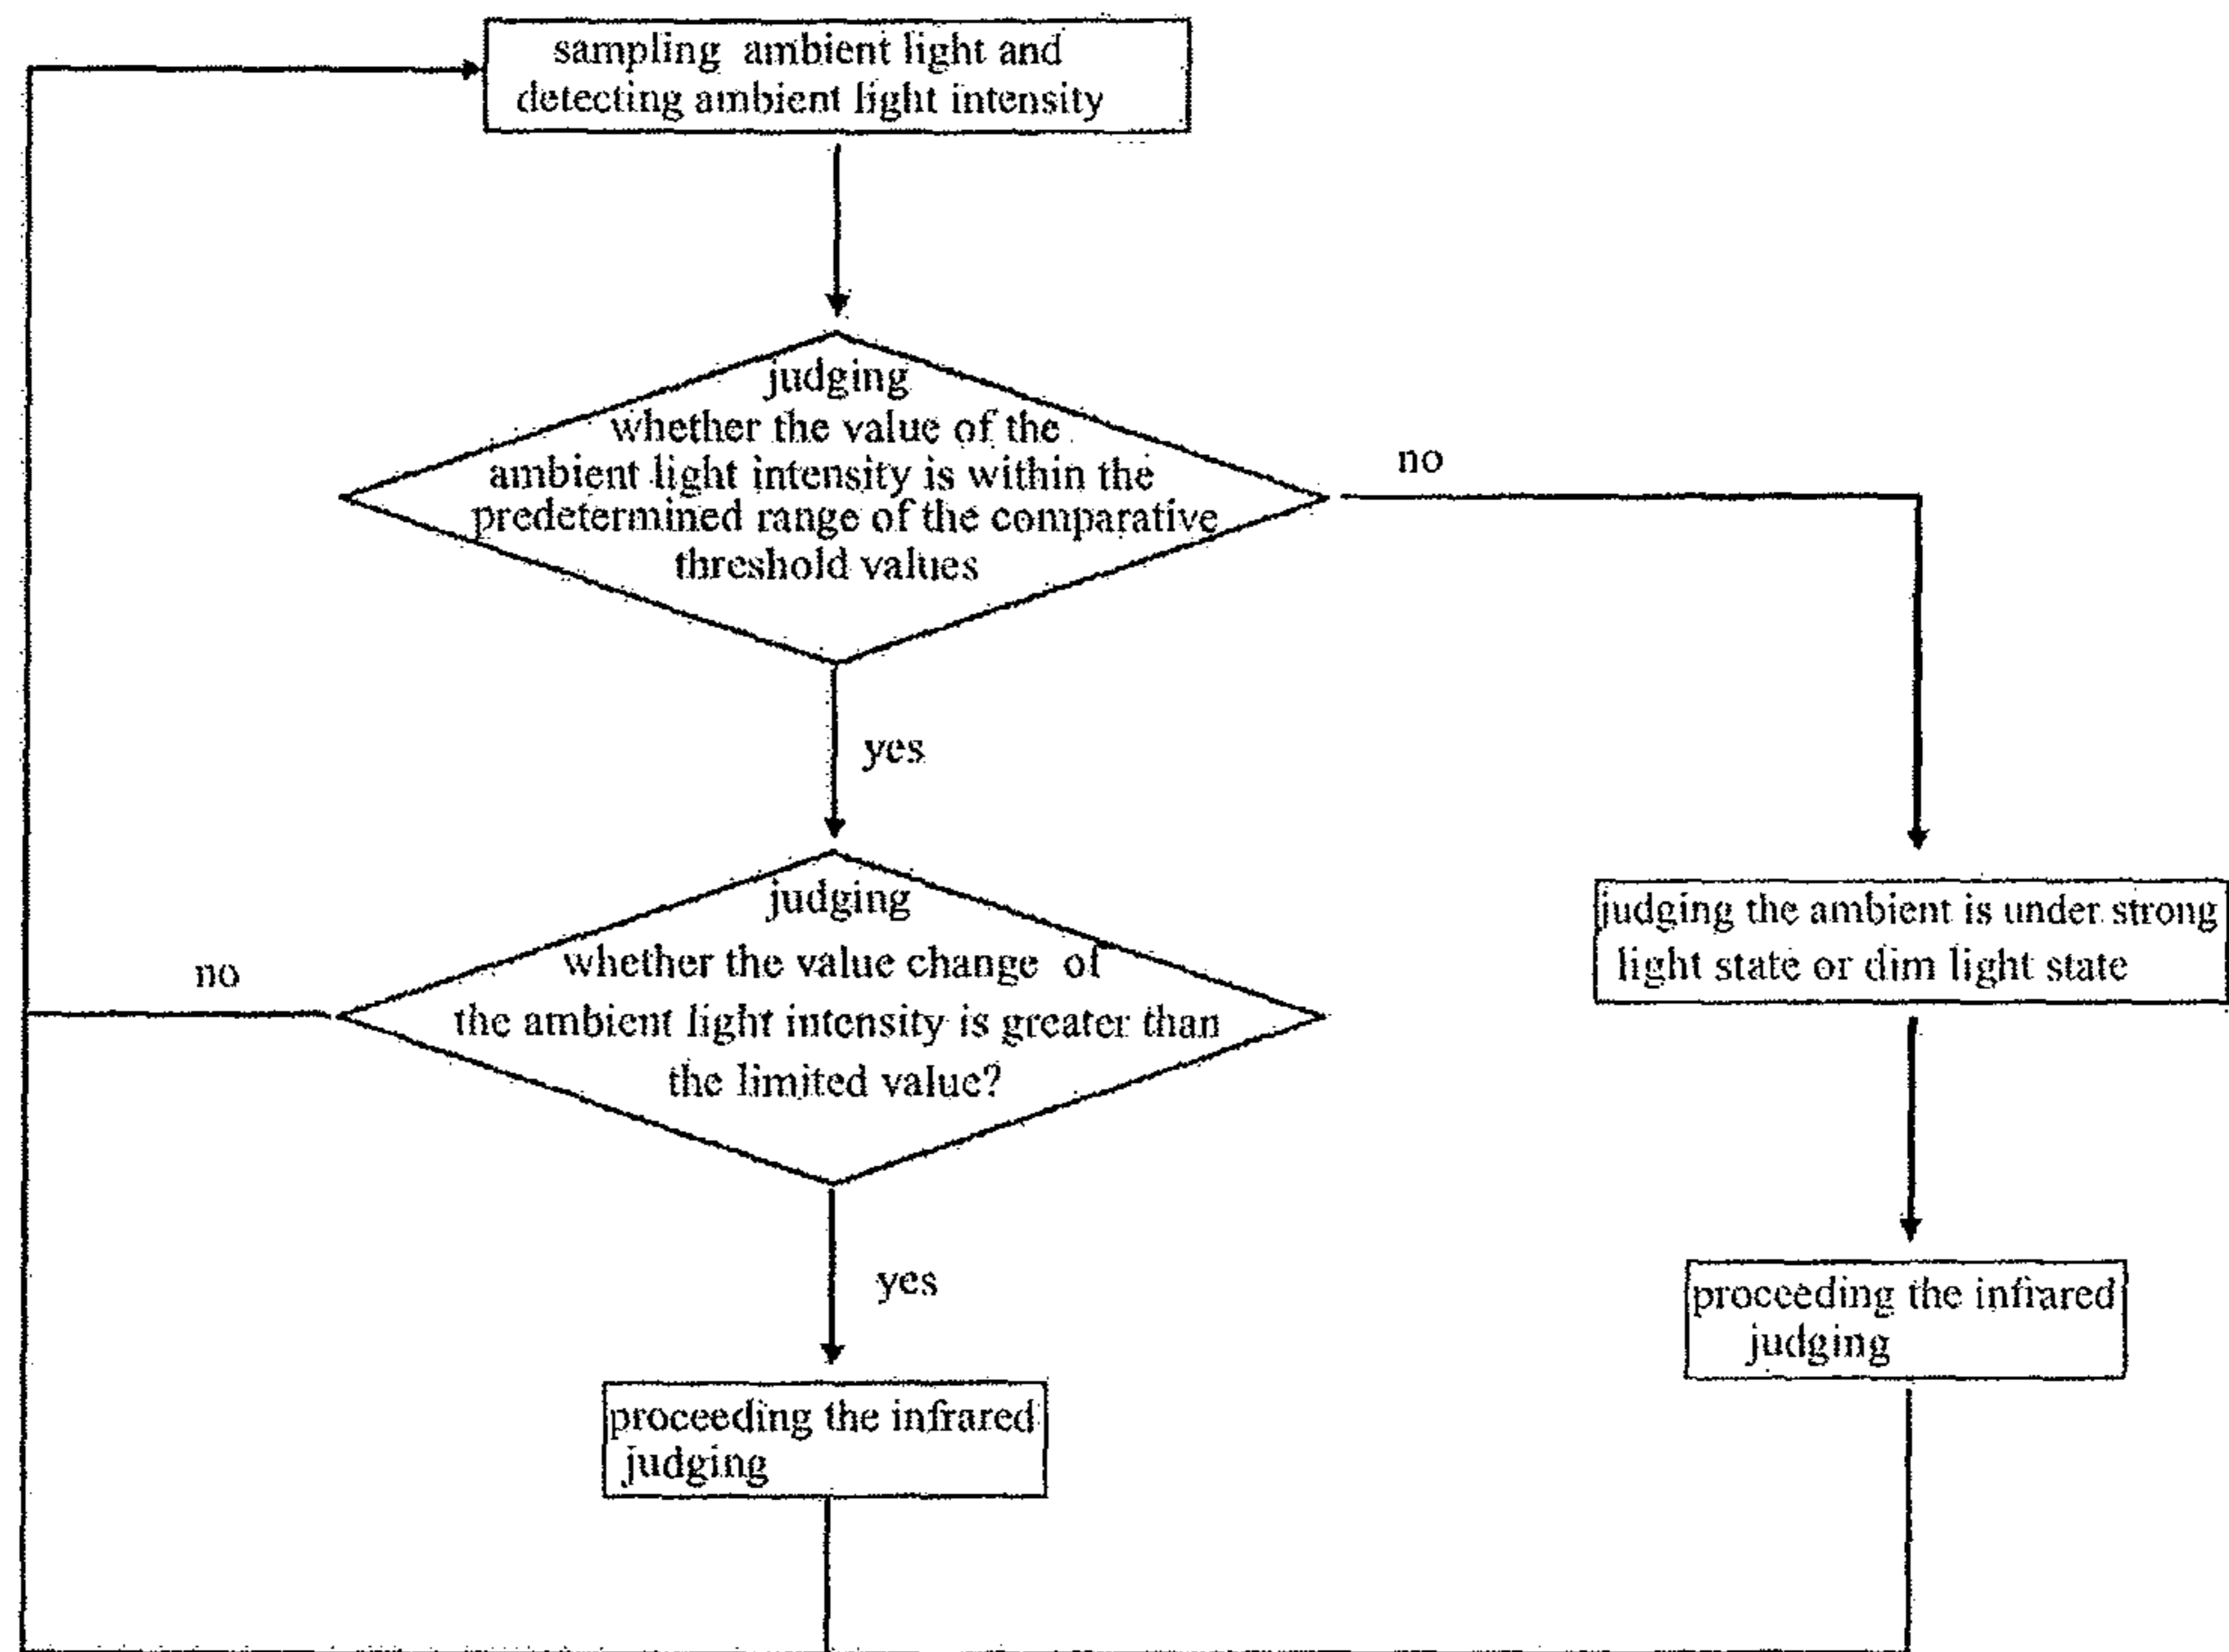 sampling ambient light and
detecting ambient light intensity
judging
whether the value of the
ambient light intensity is within the
predetermined range of the comparative
threshold values
no
yes
judging
whether the value change of
the ambient light intensity is greater than
the limited value?
no
judging the ambient is under strong
light state or dim light state
yes
proceeding the infrared
judging
proceeding the infrared
judging